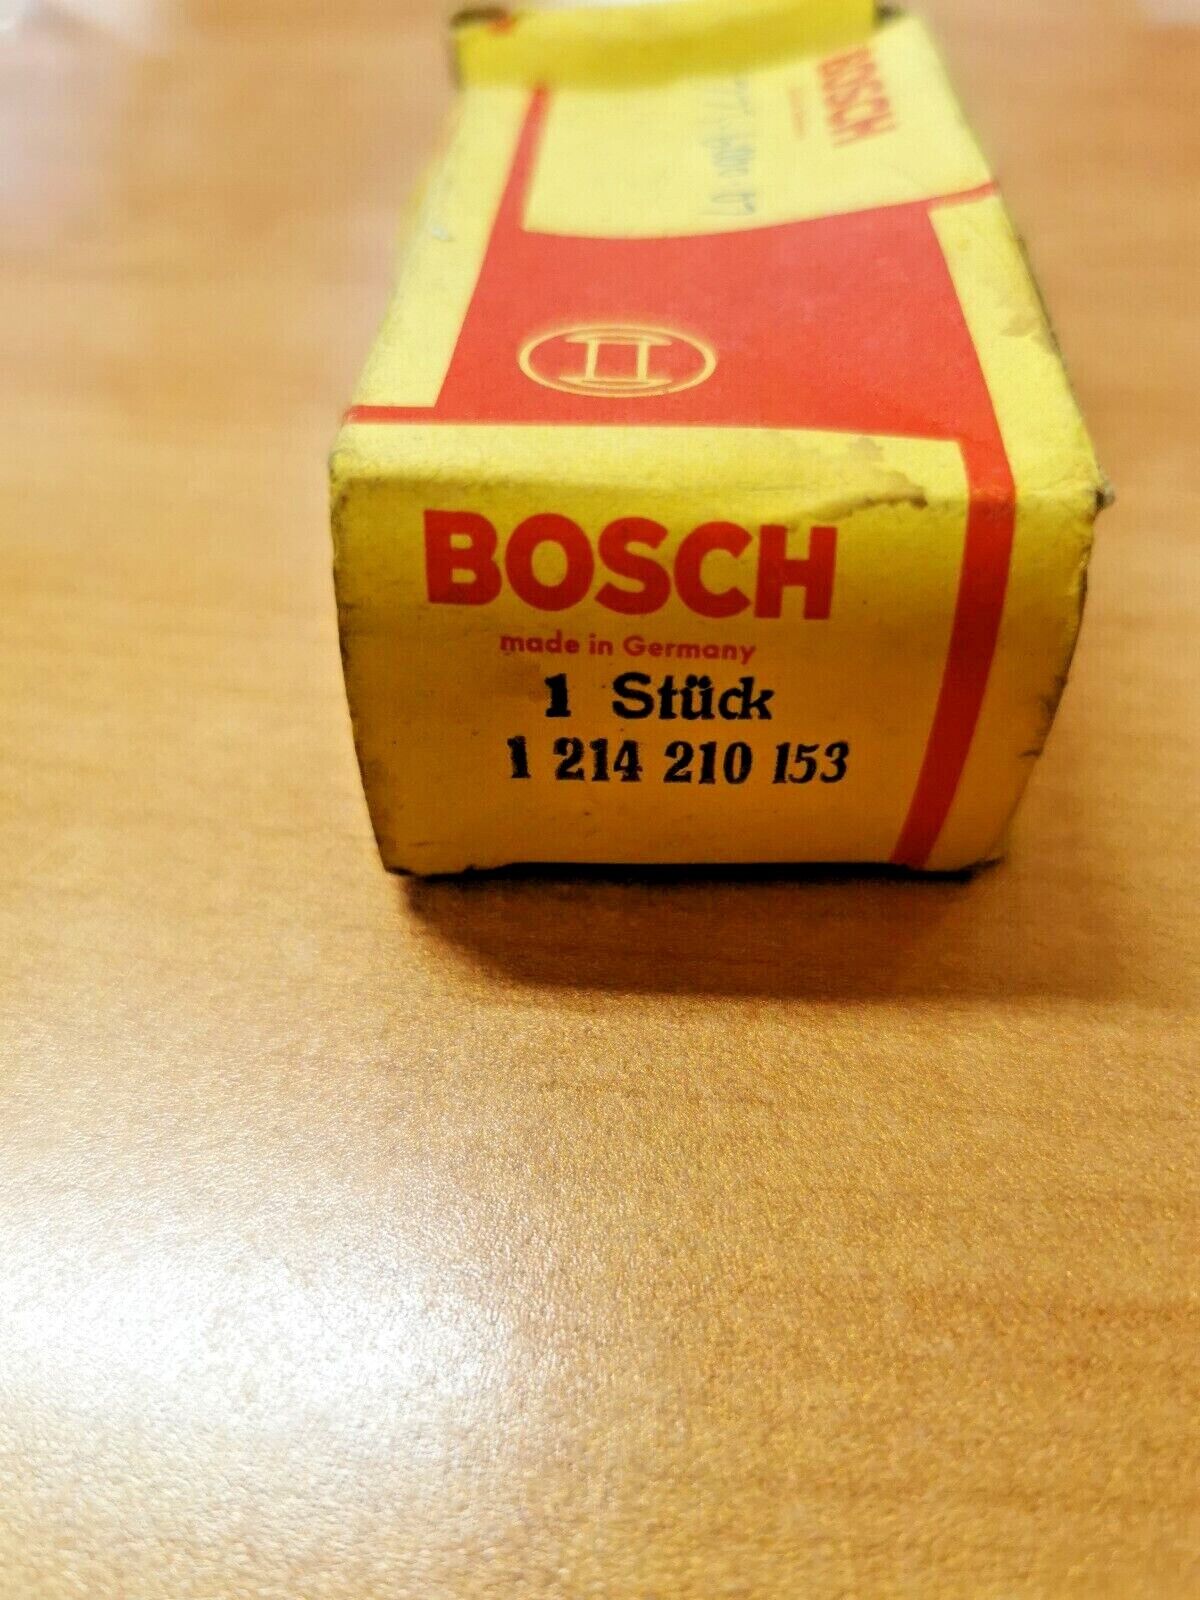 BOSCH
BOSCH
made in Germany
1 Stück
1 214 210 153